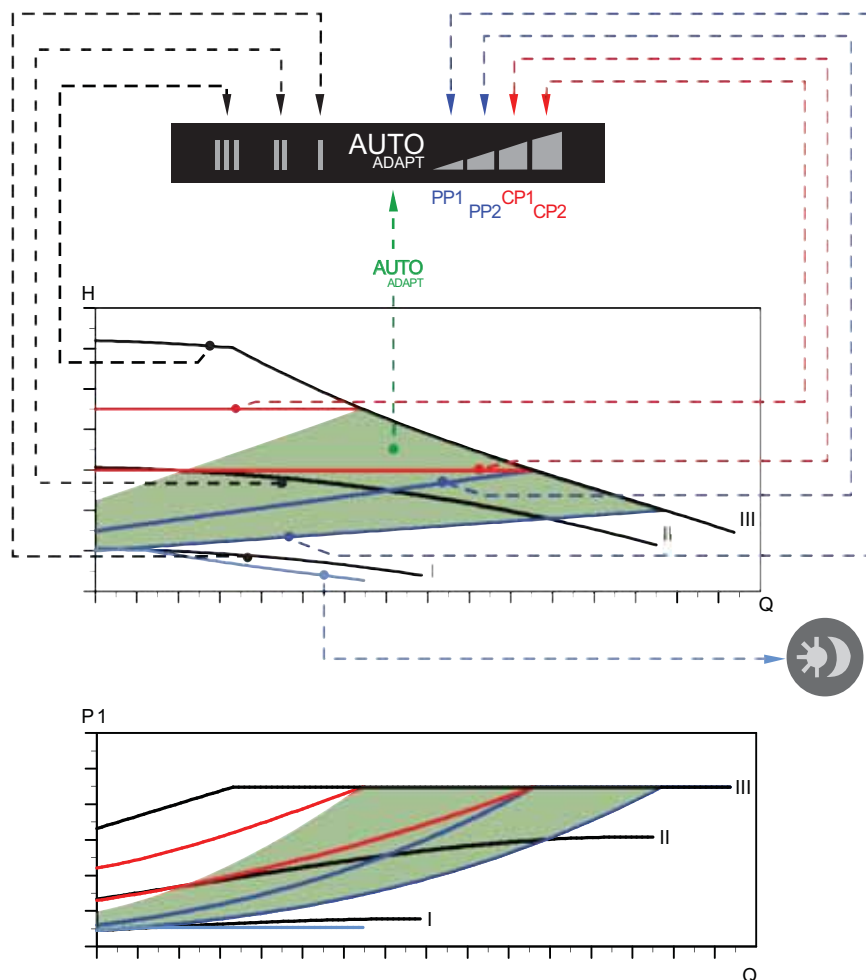 III II I AUTO
ADAPT
PP1 CP1
PP2 CP2
AUTO
ADAPT
H
III
II
I
Q
P1
III
II
I
Q